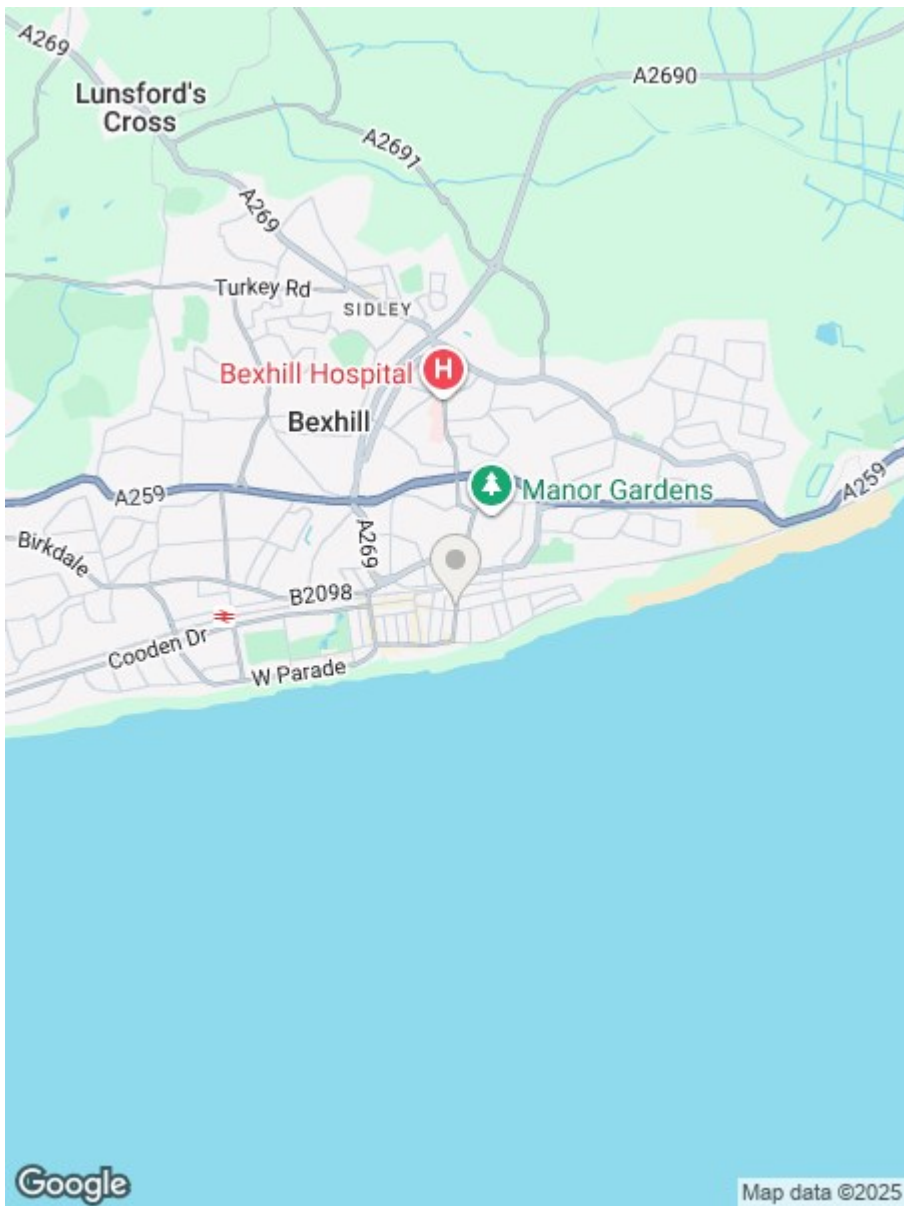 A269
A2690
Lunsford's
Cross
A2691
A269
Turkey Rd
SIDLEY
H
Bexhill Hospital
Bexhill
A259
Manor Gardens
A259
Birkdale
A269
B2098
Cooden Dr
W Parade
Google
Map data ©2025